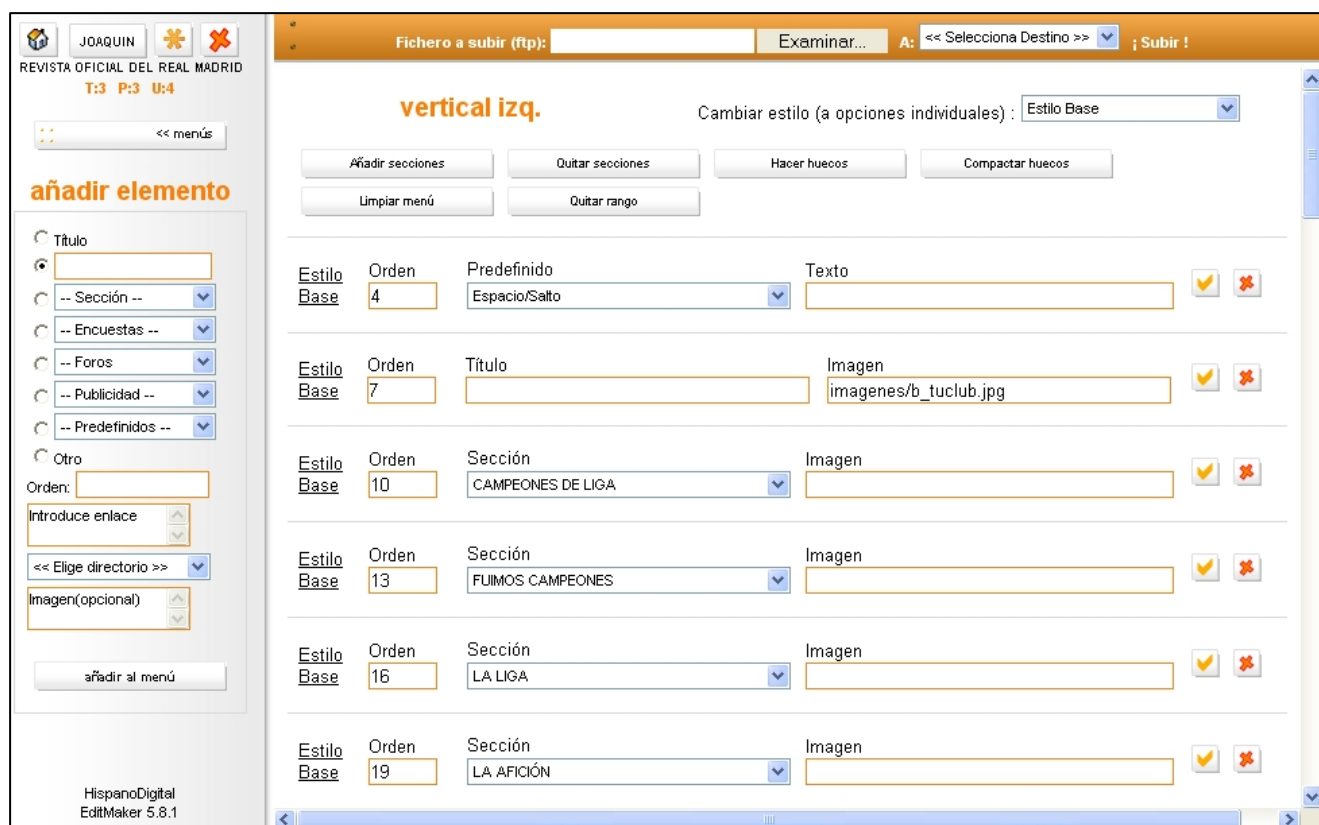 JOAQUIN
REVISTA OFICIAL DEL REAL MADRID
T:3 P:3 U:4
<< menús
añadir elemento
Título
-- Sección --
-- Encuestas --
-- Foros
-- Publicidad --
-- Predefinidos --
Otro
Orden:
Introduce enlace
<< Elige directorio >>
Imagen(opcional)
añadir al menú
HispanoDigital
EditMaker 5.8.1
Fichero a subir (ftp): Examinar... A: << Selecciona Destino >> ¡ Subir !
vertical izq. Cambiar estilo (a opciones individuales) : Estilo Base
Añadir secciones Quitar secciones Hacer huecos Compactar huecos
Limpiar menú Quitar rango
Estilo Base Orden Predefinido Texto
4 Espacio/Salto
Estilo Base Orden Título Imagen
7 imagenes/b_tuclub.jpg
Estilo Base Orden Sección Imagen
10 CAMPEONES DE LIGA
Estilo Base Orden Sección Imagen
13 FUIMOS CAMPEONES
Estilo Base Orden Sección Imagen
16 LA LIGA
Estilo Base Orden Sección Imagen
19 LA AFICIÓN